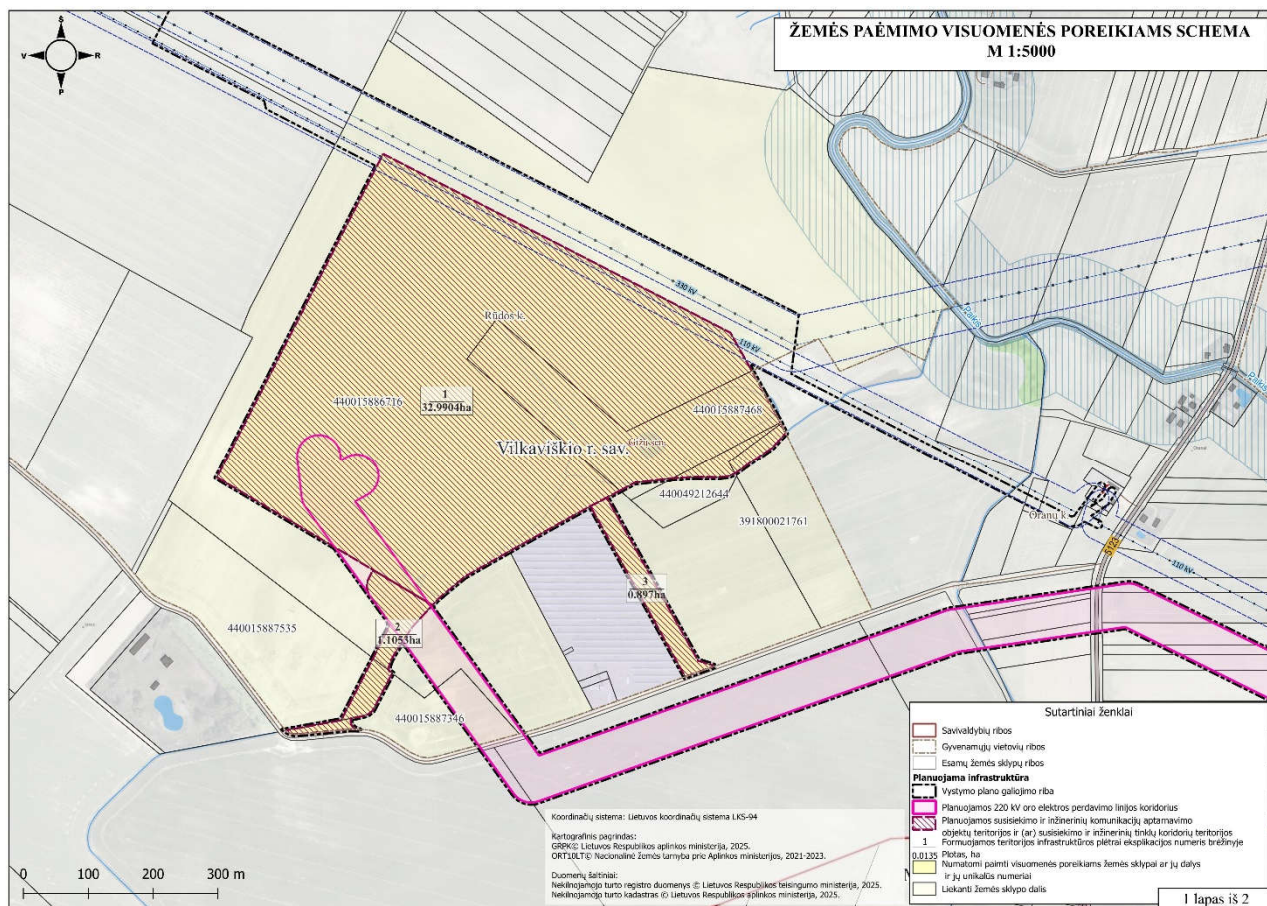 ŽEMĖS PAĖMIMO VISUOMENĖS POREIKIAMS SCHEMA
M 1:5000
Š
V
R
P
330 kV
110 kV
Palkis
Rūdos k.
440015886716
1
32.9904ha
440015887468
Gižų sen.
Vilkaviškio r. sav.
440049212644
391800021761
Oranų k.
5123
110 kV
3
0.897ha
2
1.1053ha
440015887535
440015887346
0 100 200 300 m
Koordinačių sistema: Lietuvos koordinačių sistema LKS-94
Kartografinis pagrindas:
GRPK© Lietuvos Respublikos aplinkos ministerija, 2025.
ORT10LT© Nacionalinė žemės tarnyba prie Aplinkos ministerijos, 2021-2023.
Duomenų šaltiniai:
Nekilnojamojo turto registro duomenys © Lietuvos Respublikos teisingumo ministerija, 2025.
Nekilnojamojo turto kadastras © Lietuvos Respublikos aplinkos ministerija, 2025.
Sutartiniai ženklai
Savivaldybių ribos
Gyvenamųjų vietovių ribos
Esamų žemės sklypų ribos
Planuojama infrastruktūra
Vystymo plano galiojimo riba
Planuojamos 220 kV oro elektros perdavimo linijos koridorius
Planuojamos susisiekimo ir inžinerinių komunikacijų aptarnavimo
objektų teritorijos ir (ar) susisiekimo ir inžinerinių tinklų koridorių teritorijos
1 Formuojamos teritorijos infrastruktūros plėtrai eksplikacijos numeris brėžinyje
0.0135 Plotas, ha
Numatomi paimti visuomenės poreikiams žemės sklypai ar jų dalys
ir jų unikalūs numeriai
Liekanti žemės sklypo dalis
1 lapas iš 2